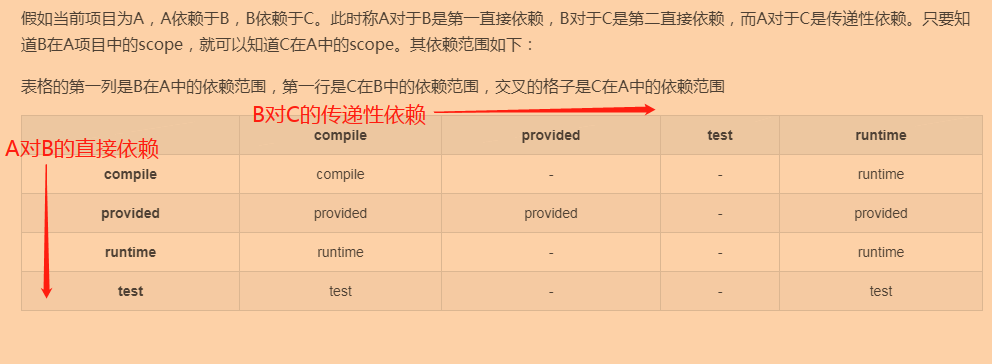 假如当前项目为A，A依赖于B，B依赖于C。此时称A对于B是第一直接依赖，B对于C是第二直接依赖，而A对于C是传递性依赖。只要知
道B在A项目中的scope，就可以知道C在A中的scope。其依赖范围如下：
表格的第一列是B在A中的依赖范围，第一行是C在B中的依赖范围，交叉的格子是C在A中的依赖范围
B对C的传递性依赖
compile provided test runtime
A对B的直接依赖
compile compile - - runtime
provided provided provided - provided
runtime runtime - - runtime
test test - - test